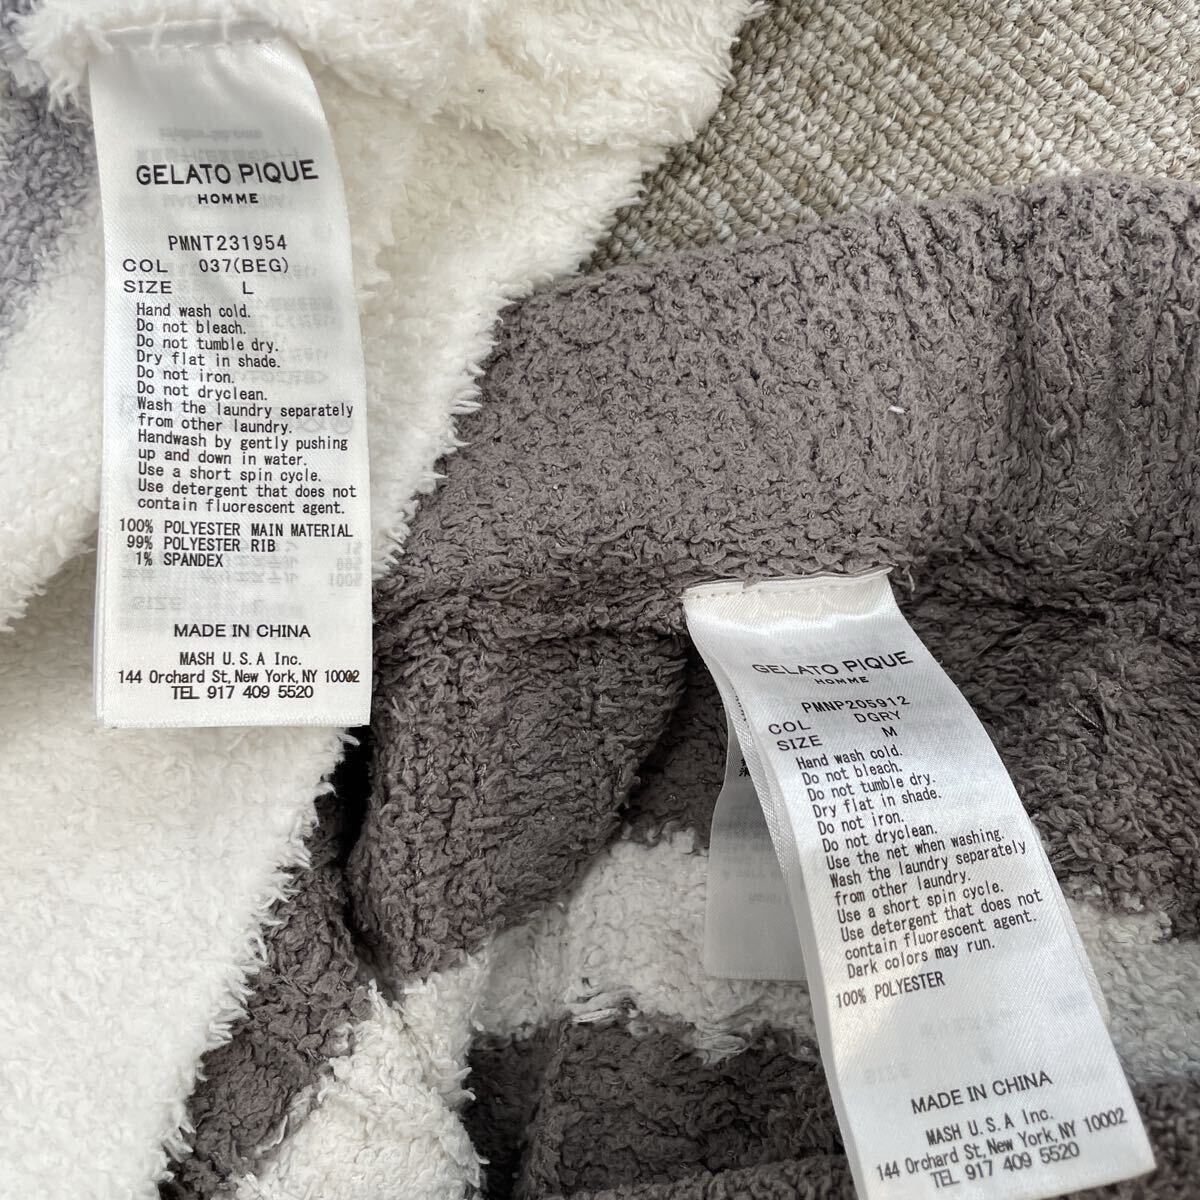 GELATO PIQUE
HOMME
PMNT231954
COL 037(BEG)
SIZE L
Hand wash cold.
Do not bleach.
Do not tumble dry.
Dry flat in shade.
Do not iron.
Do not dryclean.
Wash the laundry separately
from other laundry.
Handwash by gently pushing
up and down in water.
Use a short spin cycle.
Use detergent that does not
contain fluorescent agent.
100% POLYESTER MAIN MATERIAL
99% POLYESTER RIB
1% SPANDEX
MADE IN CHINA
MASH U.S.A Inc.
144 Orchard St, New York, NY 10002
TEL 917 409 5520
GELATO PIQUE
HOMME
PMNP205912
COL DGRY
SIZE M
Hand wash cold.
Do not bleach.
Do not tumble dry.
Dry flat in shade.
Do not iron.
Do not dryclean.
Use the net when washing.
Wash the laundry separately
from other laundry.
Use a short spin cycle.
Use detergent that does not
contain fluorescent agent.
Dark colors may run.
100% POLYESTER
MADE IN CHINA
MASH U.S.A Inc.
144 Orchard St, New York, NY 10002
TEL 917 409 5520